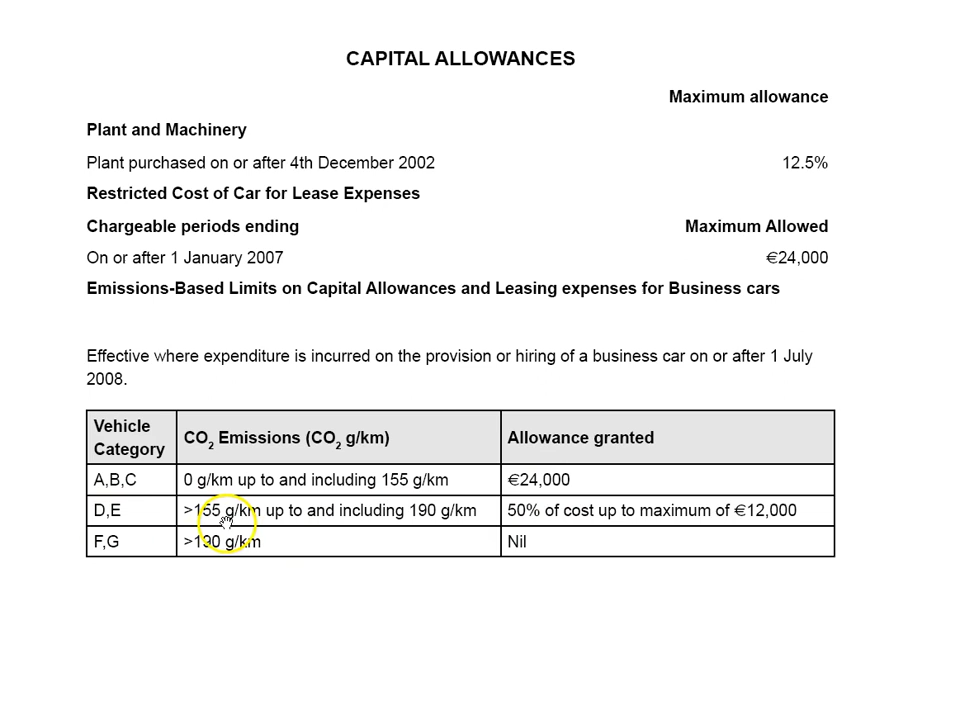 CAPITAL ALLOWANCES
Maximum allowance
Plant and Machinery
Plant purchased on or after 4th December 2002 12.5%
Restricted Cost of Car for Lease Expenses
Chargeable periods ending Maximum Allowed
On or after 1 January 2007 €24,000
Emissions-Based Limits on Capital Allowances and Leasing expenses for Business cars
Effective where expenditure is incurred on the provision or hiring of a business car on or after 1 July
2008.
Vehicle
Category CO2 Emissions (CO2 g/km) Allowance granted
A,B,C 0 g/km up to and including 155 g/km €24,000
D,E >155 g/km up to and including 190 g/km 50% of cost up to maximum of €12,000
F,G >190 g/km Nil